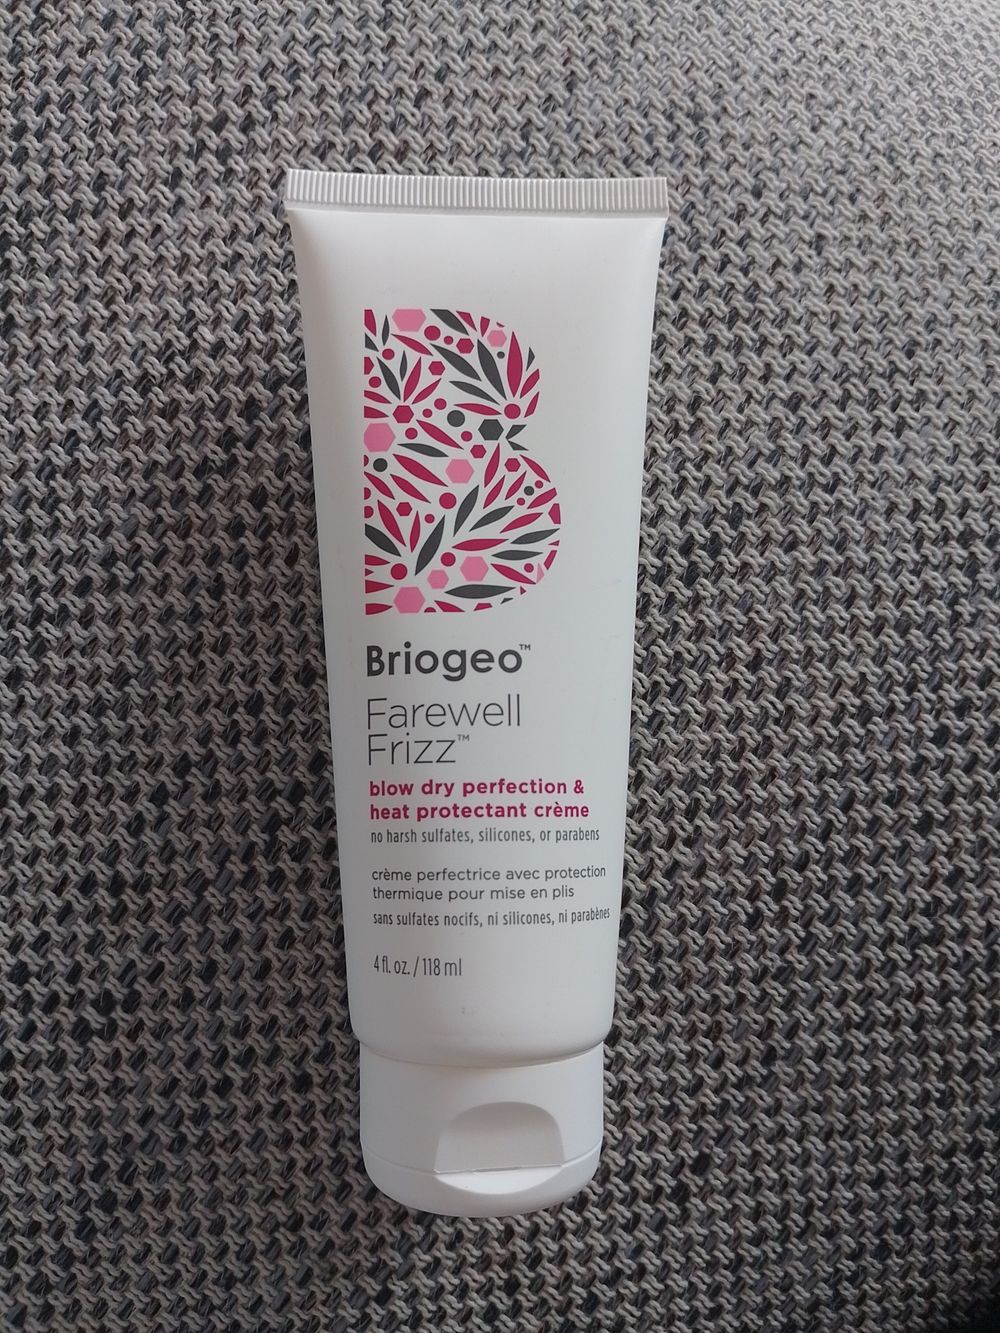 Briogeo™
Farewell
Frizz™
blow dry perfection &
heat protectant crème
no harsh sulfates, silicones, or parabens
crème perfectrice avec protection
thermique pour mise en plis
sans sulfates nocifs, ni silicones, ni parabènes
4 fl. oz. / 118 ml